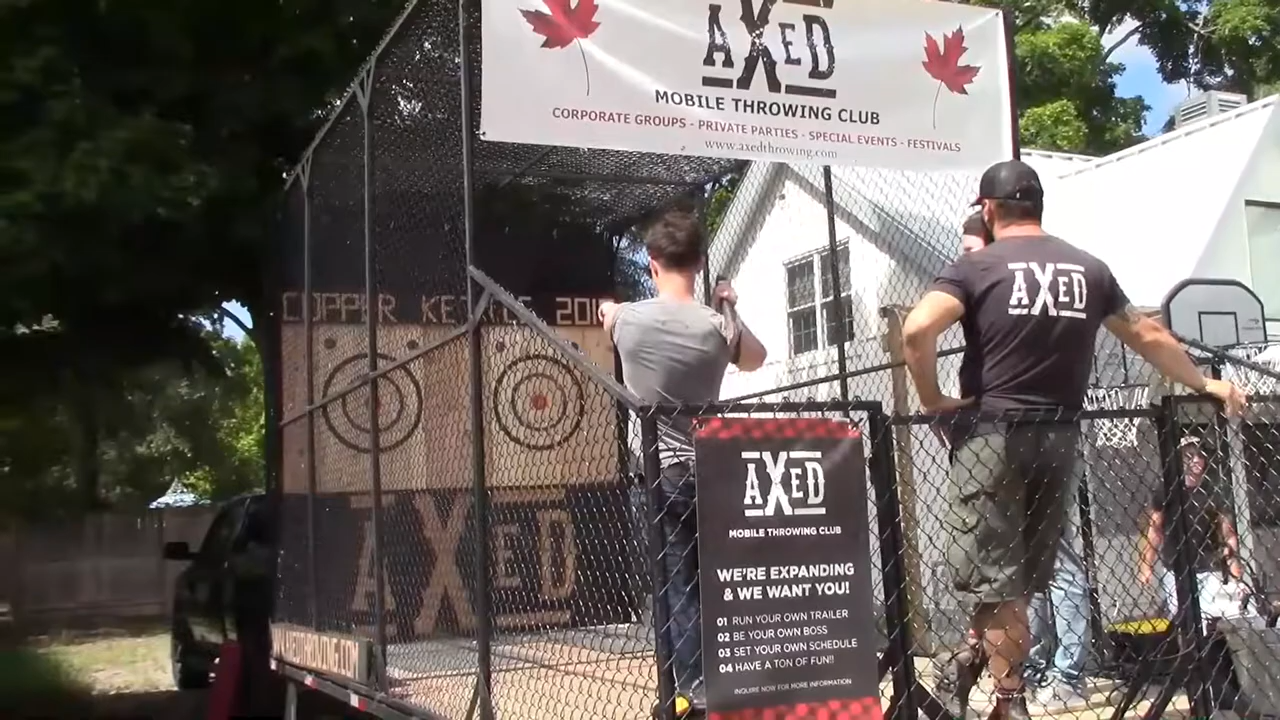 AXED
MOBILE THROWING CLUB
CORPORATE GROUPS - PRIVATE PARTIES - SPECIAL EVENTS - FESTIVALS
www.axedthrowing.com
AXED
COPPER KETTLE
AXED
AXED
MOBILE THROWING CLUB
WE'RE EXPANDING
& WE WANT YOU!
01 RUN YOUR OWN TRAILER
02 BE YOUR OWN BOSS
03 SET YOUR OWN SCHEDULE
04 HAVE A TON OF FUN!!
INQUIRE NOW FOR MORE INFORMATION